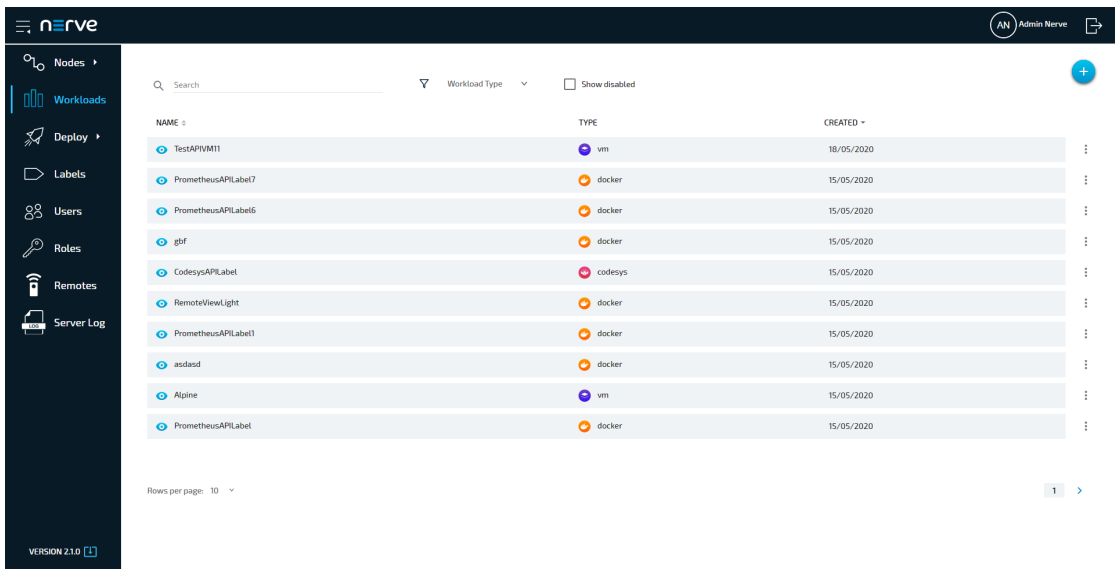 nerve
AN Admin Nerve
Nodes
Workloads
Deploy
Labels
Users
Roles
Remotes
LOG Server Log
VERSION 2.1.0
Search Workload Type Show disabled
NAME TYPE CREATED
TestAPIVM11 vm 18/05/2020
PrometheusAPILabel7 docker 15/05/2020
PrometheusAPILabel6 docker 15/05/2020
gbf docker 15/05/2020
CodesysAPILabel codesys 15/05/2020
RemoteViewLight docker 15/05/2020
PrometheusAPILabel1 docker 15/05/2020
asdasd docker 15/05/2020
Alpine vm 15/05/2020
PrometheusAPILabel docker 15/05/2020
Rows per page: 10 1